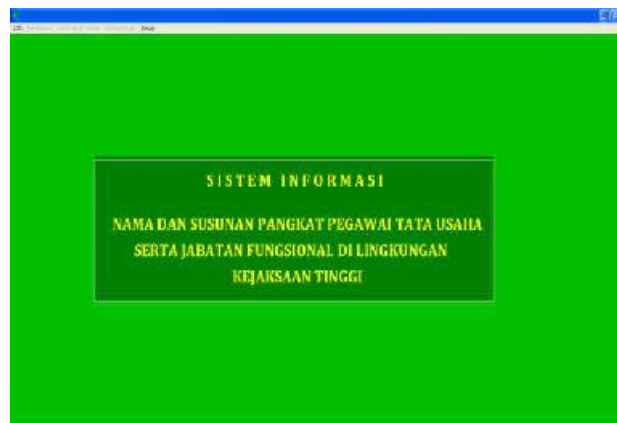 SISTEM INFORMASI
NAMA DAN SUSUNAN PANGKAT PEGAWAI TATA USAHA
SERTA JABATAN FUNGSIONAL DI LINGKUNGAN
KEJAKSAAN TINGGI